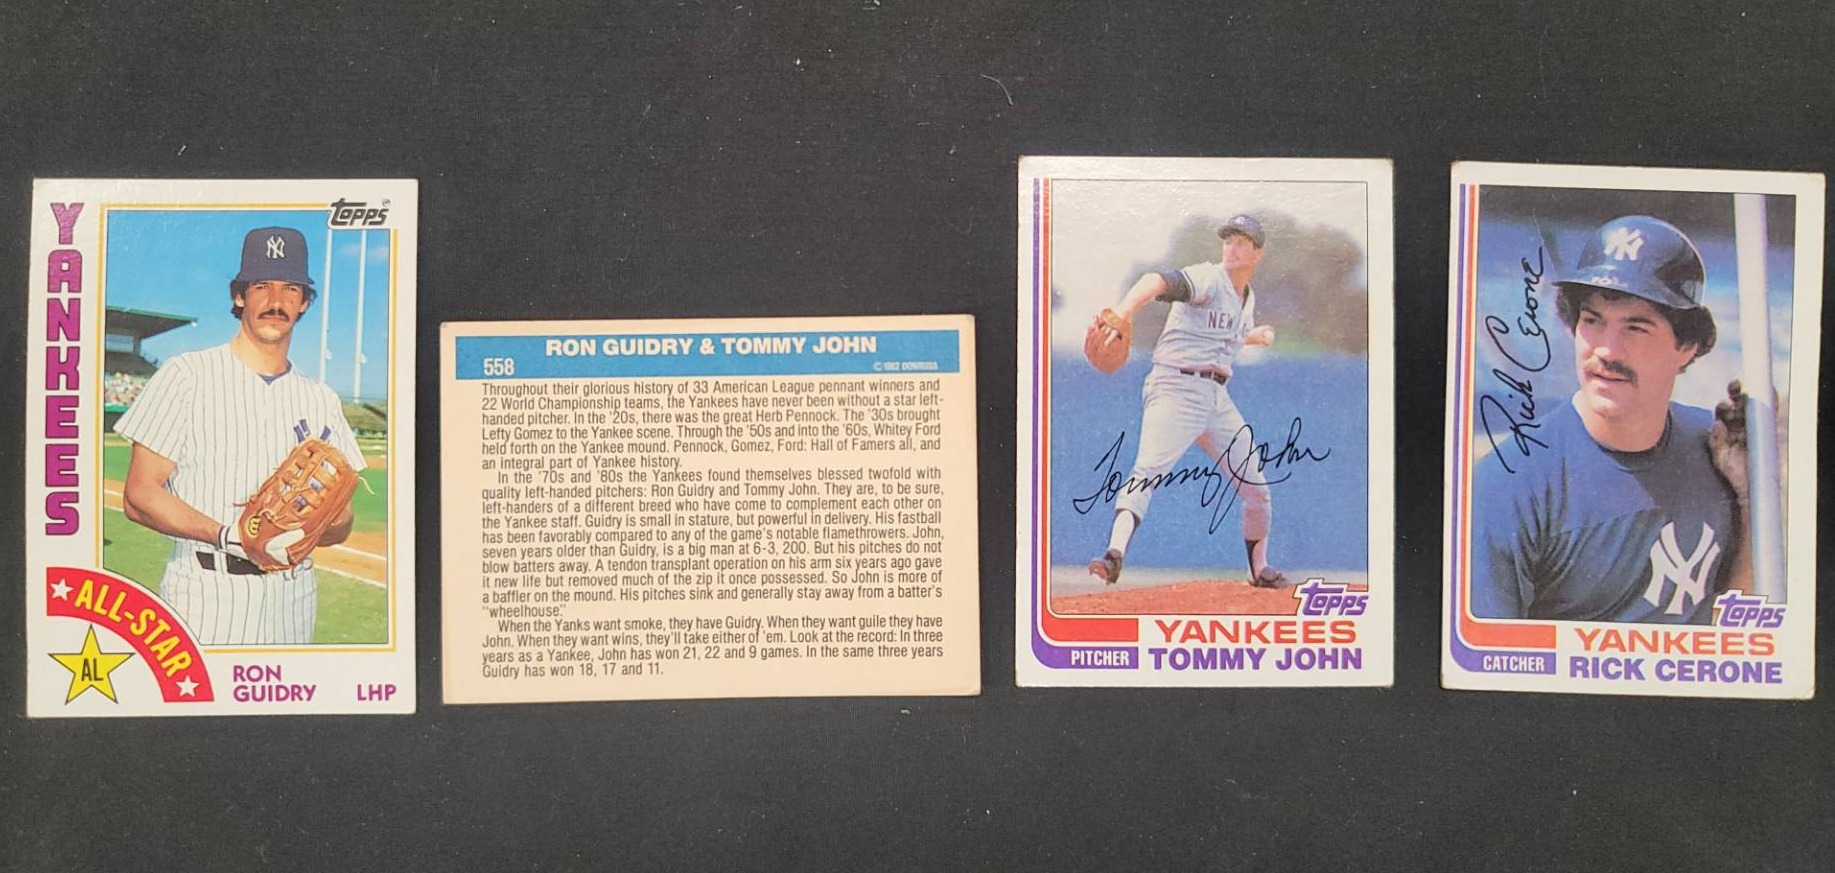 YANKEES
topps
NY
ALL-STAR
AL
RON
GUIDRY
LHP
RON GUIDRY & TOMMY JOHN
558
© 1982 DONRUSS
Throughout their glorious history of 33 American League pennant winners and
22 World Championship teams, the Yankees have never been without a star left-
handed pitcher. In the '20s, there was the great Herb Pennock. The '30s brought
Lefty Gomez to the Yankee scene. Through the '50s and into the '60s, Whitey Ford
held forth on the Yankee mound. Pennock, Gomez, Ford: Hall of Famers all, and
an integral part of Yankee history.
In the '70s and '80s the Yankees found themselves blessed twofold with
quality left-handed pitchers: Ron Guidry and Tommy John. They are, to be sure,
left-handers of a different breed who have come to complement each other on
the Yankee staff. Guidry is small in stature, but powerful in delivery. His fastball
has been favorably compared to any of the game's notable flamethrowers. John,
seven years older than Guidry, is a big man at 6-3, 200. But his pitches do not
blow batters away. A tendon transplant operation on his arm six years ago gave
it new life but removed much of the zip it once possessed. So John is more of
a baffler on the mound. His pitches sink and generally stay away from a batter's
"wheelhouse."
When the Yanks want smoke, they have Guidry. When they want guile they have
John. When they want wins, they'll take either of 'em. Look at the record: In three
years as a Yankee, John has won 21, 22 and 9 games. In the same three years
Guidry has won 18, 17 and 11.
NEW
Tommy John
topps
YANKEES
PITCHER
TOMMY JOHN
NY
Rick Cerone
NY
topps
YANKEES
CATCHER
RICK CERONE